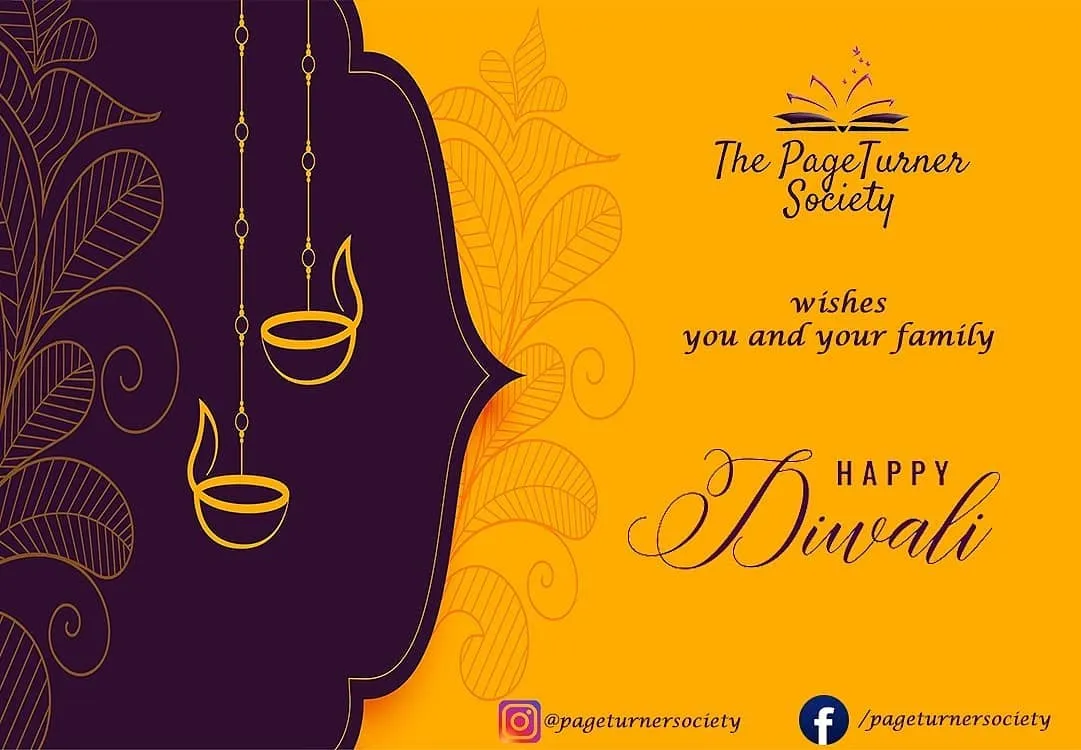 The PageTurner
Society
wishes
you and your family
HAPPY
Diwali
@pageturnersociety
/pageturnersociety